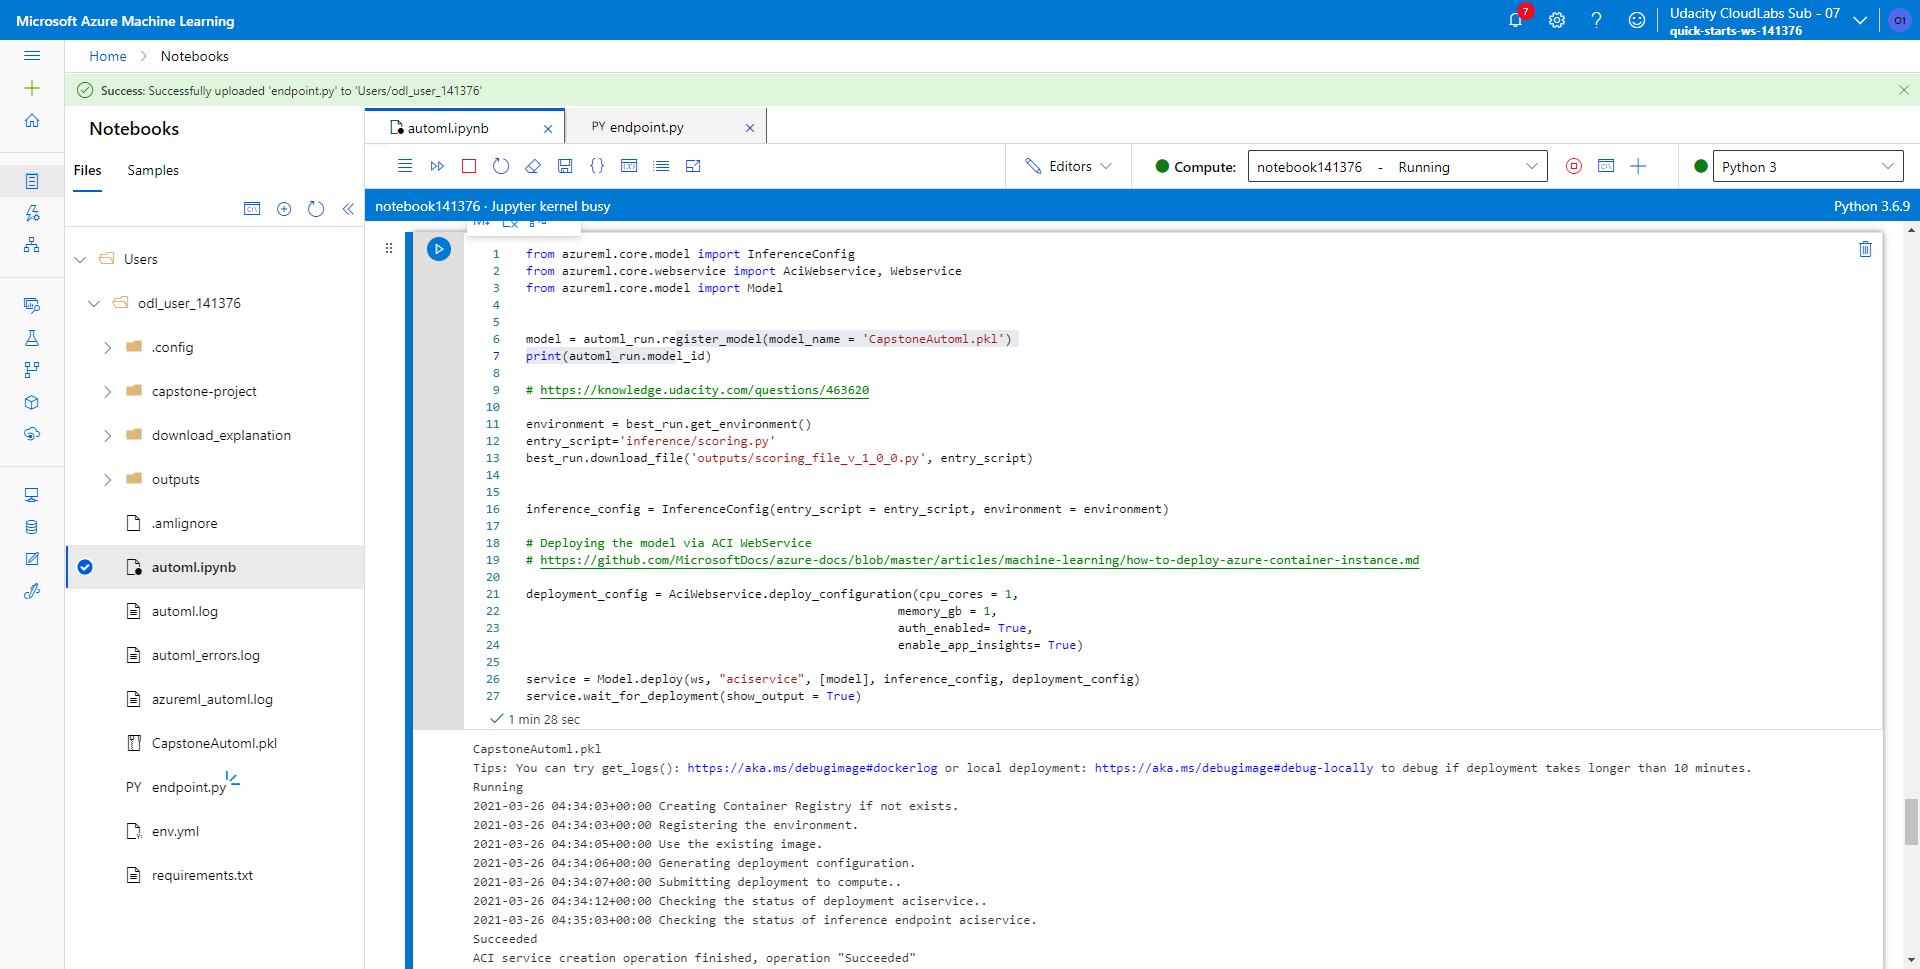 Microsoft Azure Machine Learning
7
Udacity CloudLabs Sub - 07
quick-starts-ws-141376
O1
Home
Notebooks
Success: Successfully uploaded 'endpoint.py' to 'Users/odl_user_141376'
Notebooks
Files
Samples
Users
odl_user_141376
.config
capstone-project
download_explanation
outputs
.amlignore
automl.ipynb
automl.log
automl_errors.log
azureml_automl.log
CapstoneAutoml.pkl
PY endpoint.py
env.yml
requirements.txt
automl.ipynb
PY endpoint.py
Editors
Compute:
notebook141376 - Running
Python 3
notebook141376 · Jupyter kernel busy
Python 3.6.9
1 from azureml.core.model import InferenceConfig
2 from azureml.core.webservice import AciWebservice, Webservice
3 from azureml.core.model import Model
4
5
6 model = automl_run.register_model(model_name = 'CapstoneAutoml.pkl')
7 print(automl_run.model_id)
8
9 # https://knowledge.udacity.com/questions/463620
10
11 environment = best_run.get_environment()
12 entry_script='inference/scoring.py'
13 best_run.download_file('outputs/scoring_file_v_1_0_0.py', entry_script)
14
15
16 inference_config = InferenceConfig(entry_script = entry_script, environment = environment)
17
18 # Deploying the model via ACI WebService
19 # https://github.com/MicrosoftDocs/azure-docs/blob/master/articles/machine-learning/how-to-deploy-azure-container-instance.md
20
21 deployment_config = AciWebservice.deploy_configuration(cpu_cores = 1,
22 memory_gb = 1,
23 auth_enabled= True,
24 enable_app_insights= True)
25
26 service = Model.deploy(ws, "aciservice", [model], inference_config, deployment_config)
27 service.wait_for_deployment(show_output = True)
1 min 28 sec
CapstoneAutoml.pkl
Tips: You can try get_logs(): https://aka.ms/debugimage#dockerlog or local deployment: https://aka.ms/debugimage#debug-locally to debug if deployment takes longer than 10 minutes.
Running
2021-03-26 04:34:03+00:00 Creating Container Registry if not exists.
2021-03-26 04:34:03+00:00 Registering the environment.
2021-03-26 04:34:05+00:00 Use the existing image.
2021-03-26 04:34:06+00:00 Generating deployment configuration.
2021-03-26 04:34:07+00:00 Submitting deployment to compute..
2021-03-26 04:34:12+00:00 Checking the status of deployment aciservice..
2021-03-26 04:35:03+00:00 Checking the status of inference endpoint aciservice.
Succeeded
ACI service creation operation finished, operation "Succeeded"